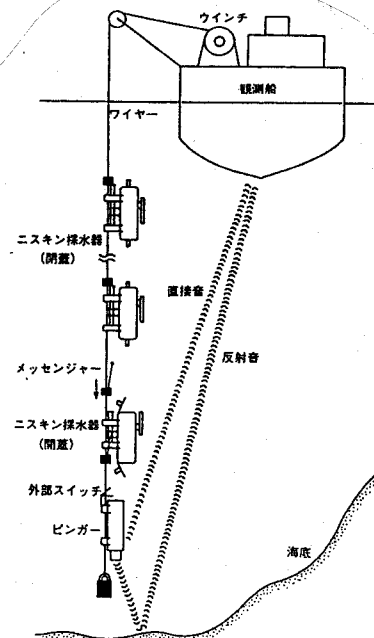 ウインチ
観測船
ワイヤー
ニスキン採水器
(閉蓋)
直接音
反射音
メッセンジャー
ニスキン採水器
(開蓋)
外部スイッチ
ピンガー
海底